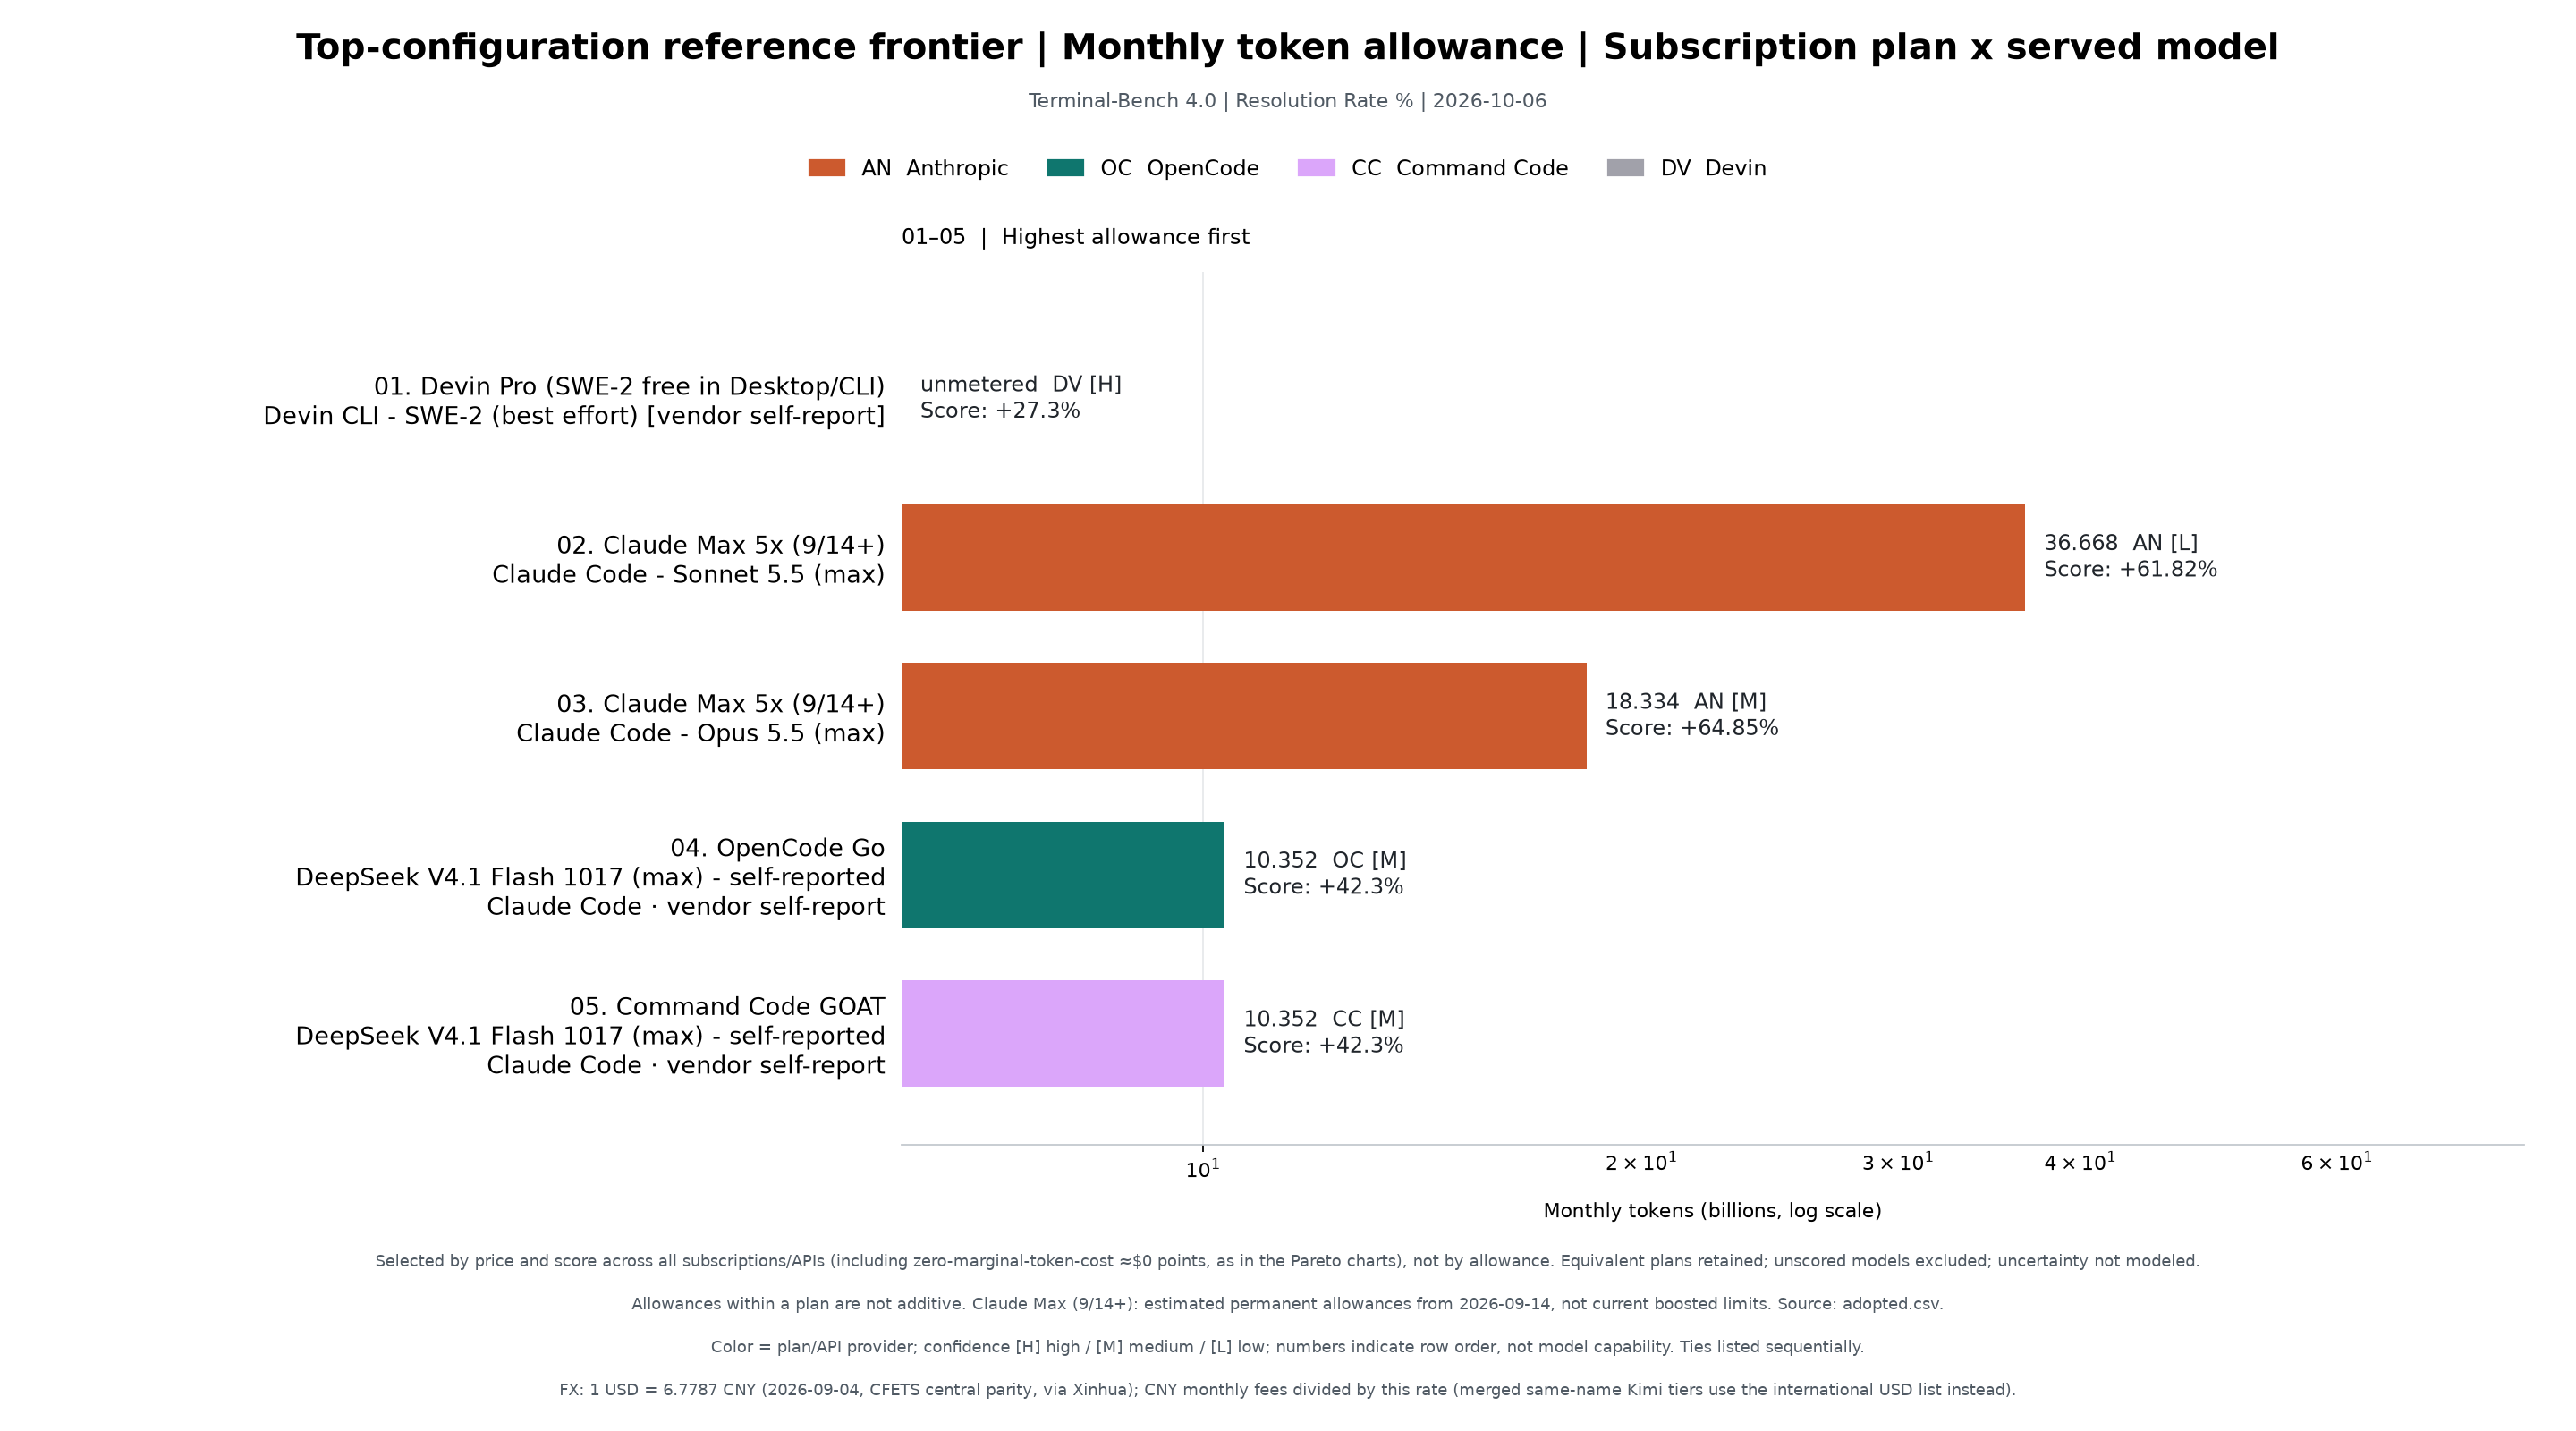 Top-configuration reference frontier | Monthly token allowance | Subscription plan x served model
Terminal-Bench 4.0 | Resolution Rate % | 2026-10-06
AN Anthropic
OC OpenCode
CC Command Code
DV Devin
01–05 | Highest allowance first
01. Devin Pro (SWE-2 free in Desktop/CLI)
Devin CLI - SWE-2 (best effort) [vendor self-report]
unmetered DV [H]
Score: +27.3%
02. Claude Max 5x (9/14+)
Claude Code - Sonnet 5.5 (max)
36.668 AN [L]
Score: +61.82%
03. Claude Max 5x (9/14+)
Claude Code - Opus 5.5 (max)
18.334 AN [M]
Score: +64.85%
04. OpenCode Go
DeepSeek V4.1 Flash 1017 (max) - self-reported
Claude Code · vendor self-report
10.352 OC [M]
Score: +42.3%
05. Command Code GOAT
DeepSeek V4.1 Flash 1017 (max) - self-reported
Claude Code · vendor self-report
10.352 CC [M]
Score: +42.3%
10¹
2 × 10¹
3 × 10¹
4 × 10¹
6 × 10¹
Monthly tokens (billions, log scale)
Selected by price and score across all subscriptions/APIs (including zero-marginal-token-cost ≈$0 points, as in the Pareto charts), not by allowance. Equivalent plans retained; unscored models excluded; uncertainty not modeled.
Allowances within a plan are not additive. Claude Max (9/14+): estimated permanent allowances from 2026-09-14, not current boosted limits. Source: adopted.csv.
Color = plan/API provider; confidence [H] high / [M] medium / [L] low; numbers indicate row order, not model capability. Ties listed sequentially.
FX: 1 USD = 6.7787 CNY (2026-09-04, CFETS central parity, via Xinhua); CNY monthly fees divided by this rate (merged same-name Kimi tiers use the international USD list instead).